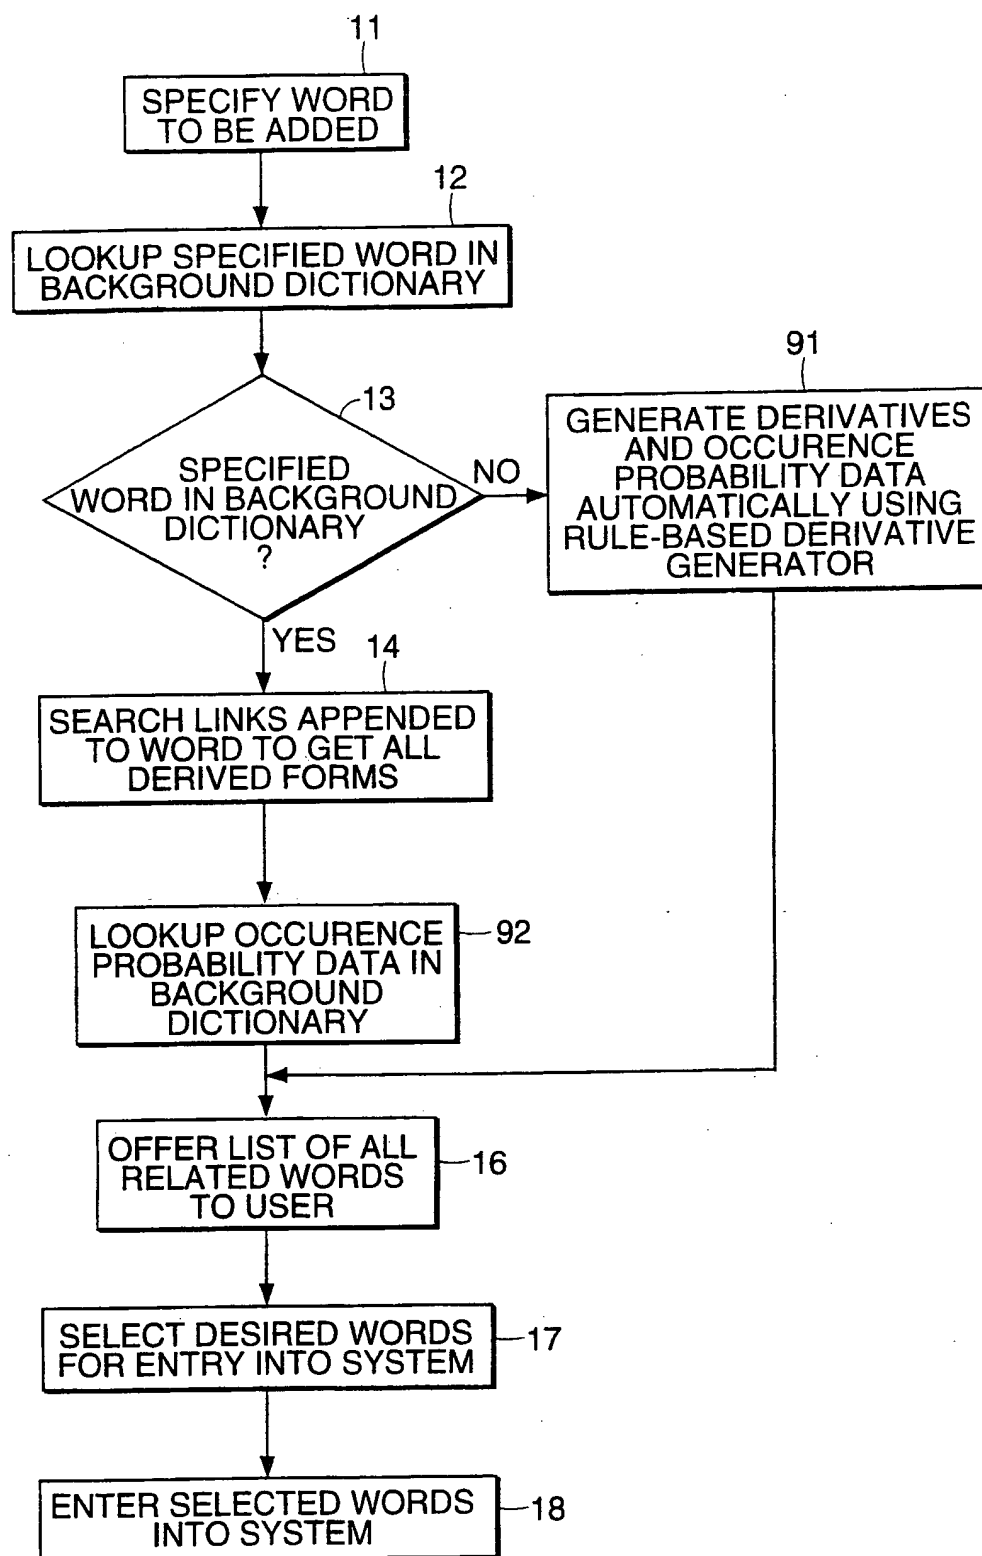 11
SPECIFY WORD
TO BE ADDED
12
LOOKUP SPECIFIED WORD IN
BACKGROUND DICTIONARY
13
SPECIFIED
WORD IN BACKGROUND
DICTIONARY
?
NO
91
GENERATE DERIVATIVES
AND OCCURENCE
PROBABILITY DATA
AUTOMATICALLY USING
RULE-BASED DERIVATIVE
GENERATOR
YES
14
SEARCH LINKS APPENDED
TO WORD TO GET ALL
DERIVED FORMS
LOOKUP OCCURENCE
PROBABILITY DATA IN
BACKGROUND
DICTIONARY
92
OFFER LIST OF ALL
RELATED WORDS
TO USER
16
SELECT DESIRED WORDS
FOR ENTRY INTO SYSTEM
17
ENTER SELECTED WORDS
INTO SYSTEM
18